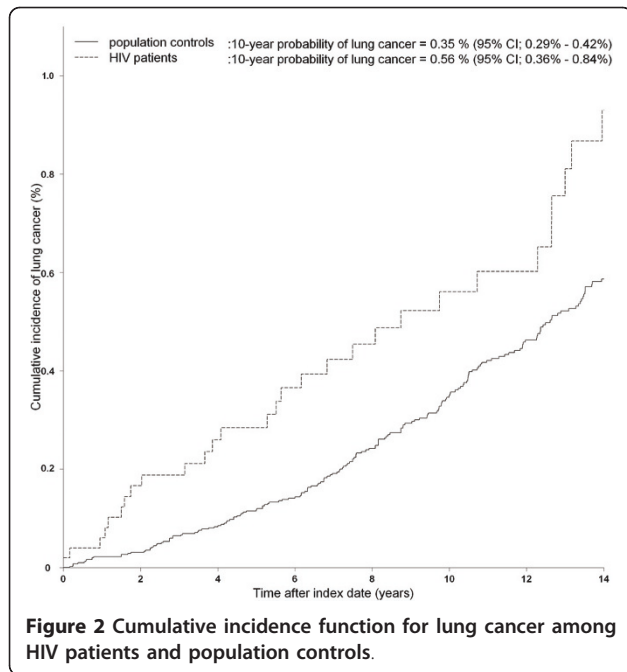 population controls :10-year probability of lung cancer = 0.35 % (95% CI; 0.29% - 0.42%)
HIV patients :10-year probability of lung cancer = 0.56 % (95% CI; 0.36% - 0.84%)
1.0
0.8
0.6
0.4
0.2
0
Cumulative incidence of lung cancer (%)
0 2 4 6 8 10 12 14
Time after index date (years)
Figure 2 Cumulative incidence function for lung cancer among
HIV patients and population controls.